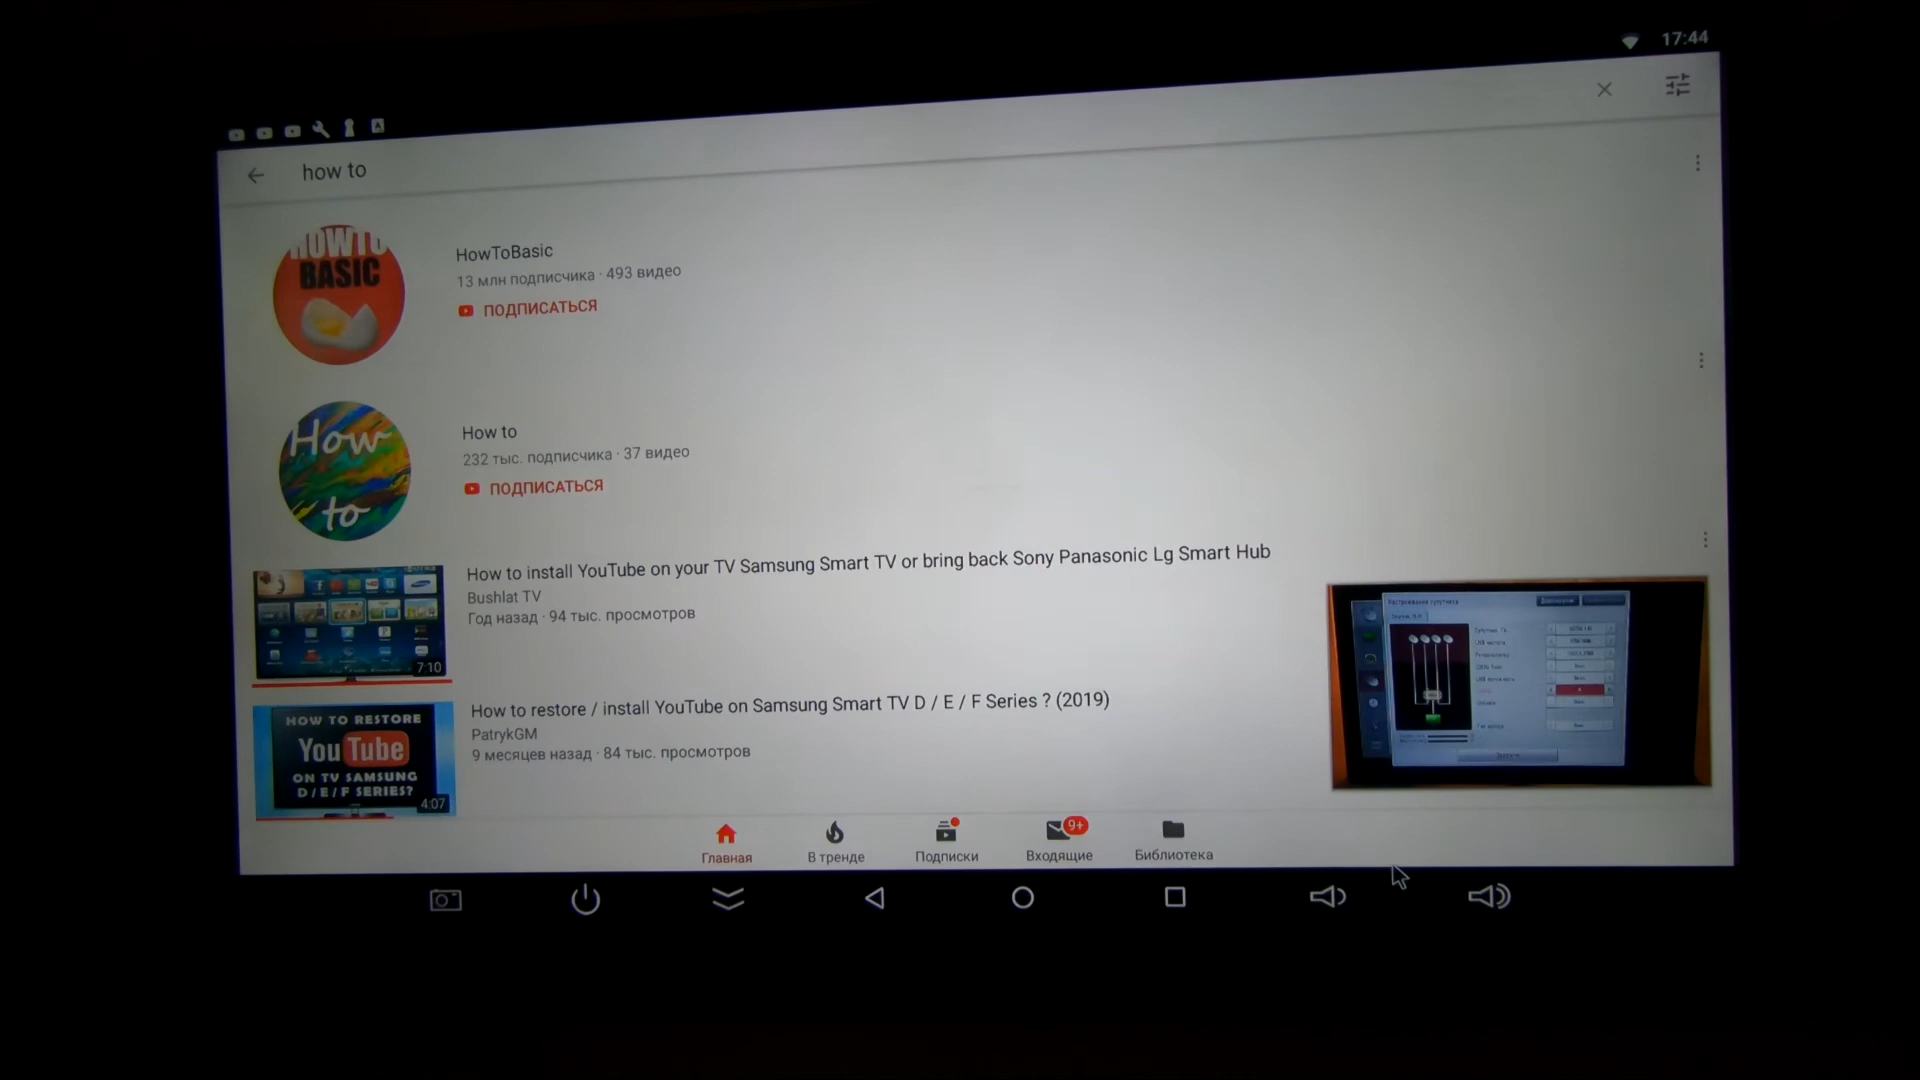 17:44
how to
HOWTO
BASIC
HowToBasic
13 млн подписчика · 493 видео
ПОДПИСАТЬСЯ
How
to
How to
232 тыс. подписчика · 37 видео
ПОДПИСАТЬСЯ
How to install YouTube on your TV Samsung Smart TV or bring back Sony Panasonic Lg Smart Hub
Bushlat TV
Год назад · 94 тыс. просмотров
7:10
HOW TO RESTORE
YouTube
ON TV SAMSUNG
D/E/F SERIES?
4:07
How to restore / install YouTube on Samsung Smart TV D / E / F Series ? (2019)
PatrykGM
9 месяцев назад · 84 тыс. просмотров
Главная
В тренде
Подписки
9+
Входящие
Библиотека